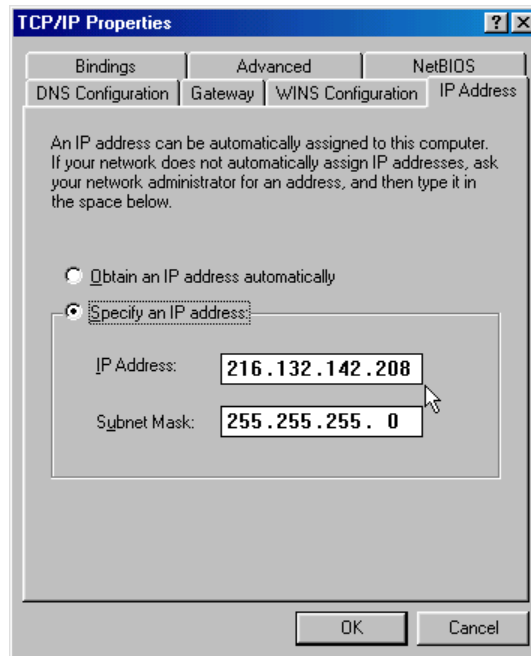 TCP/IP Properties
Bindings Advanced NetBIOS
DNS Configuration Gateway WINS Configuration IP Address
An IP address can be automatically assigned to this computer.
If your network does not automatically assign IP addresses, ask
your network administrator for an address, and then type it in
the space below.
Obtain an IP address automatically
Specify an IP address:
IP Address: 216.132.142.208
Subnet Mask: 255.255.255. 0
OK Cancel